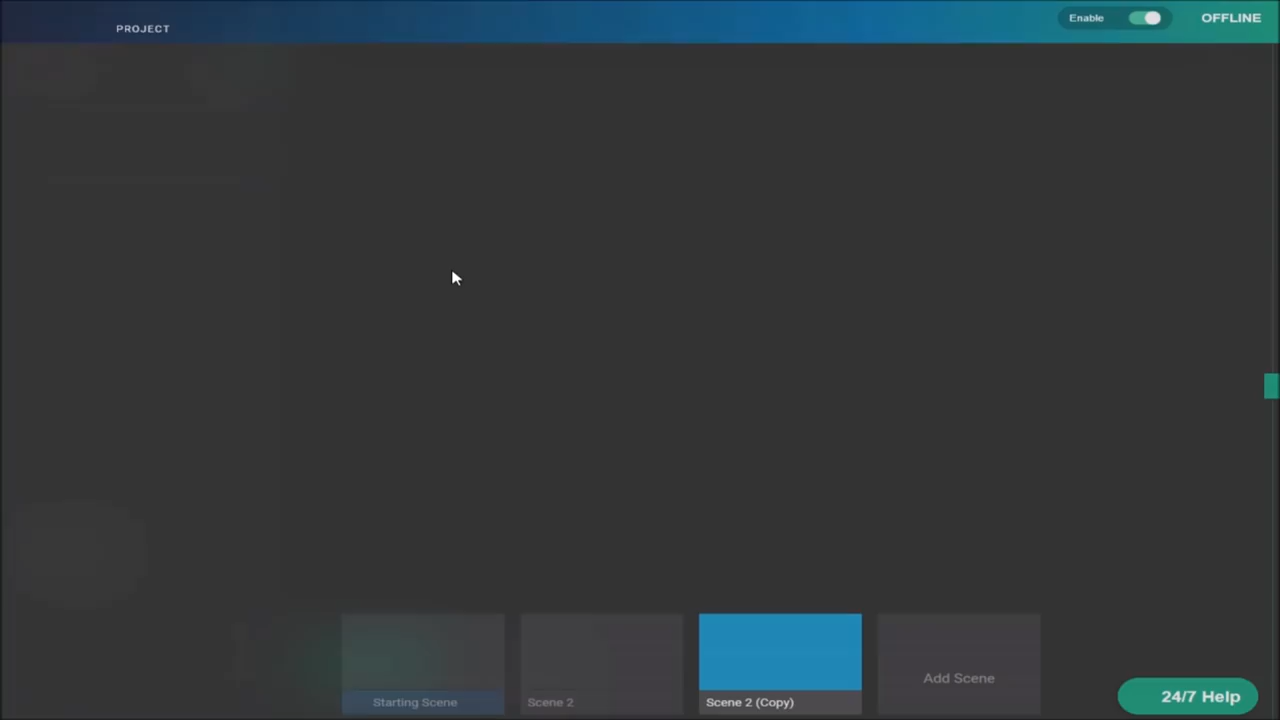 PROJECT
Enable
OFFLINE
Starting Scene
Scene 2
Scene 2 (Copy)
Add Scene
24/7 Help